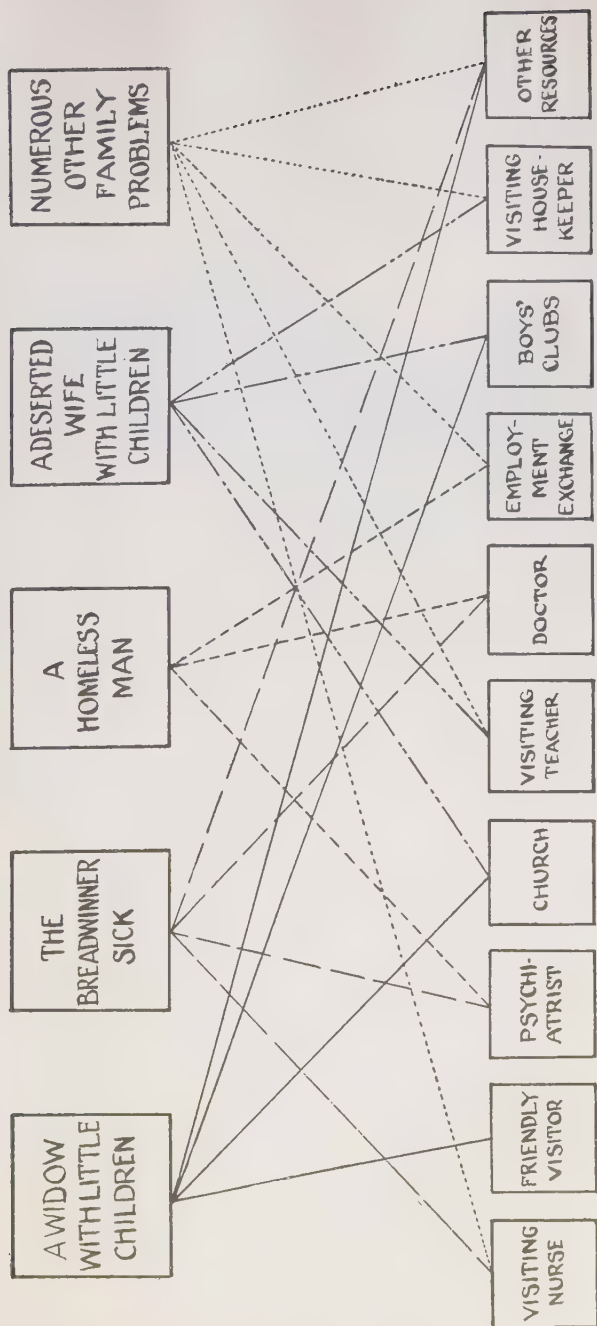 A WIDOW
WITH LITTLE
CHILDREN
THE
BREADWINNER
SICK
A
HOMELESS
MAN
A DESERTED
WIFE
WITH LITTLE
CHILDREN
NUMEROUS
OTHER
FAMILY
PROBLEMS
VISITING
NURSE
FRIENDLY
VISITOR
PSYCHI-
ATRIST
CHURCH
VISITING
TEACHER
DOCTOR
EMPLOY-
MENT
EXCHANGE
BOYS'
CLUBS
VISITING
HOUSE-
KEEPER
OTHER
RESOURCES